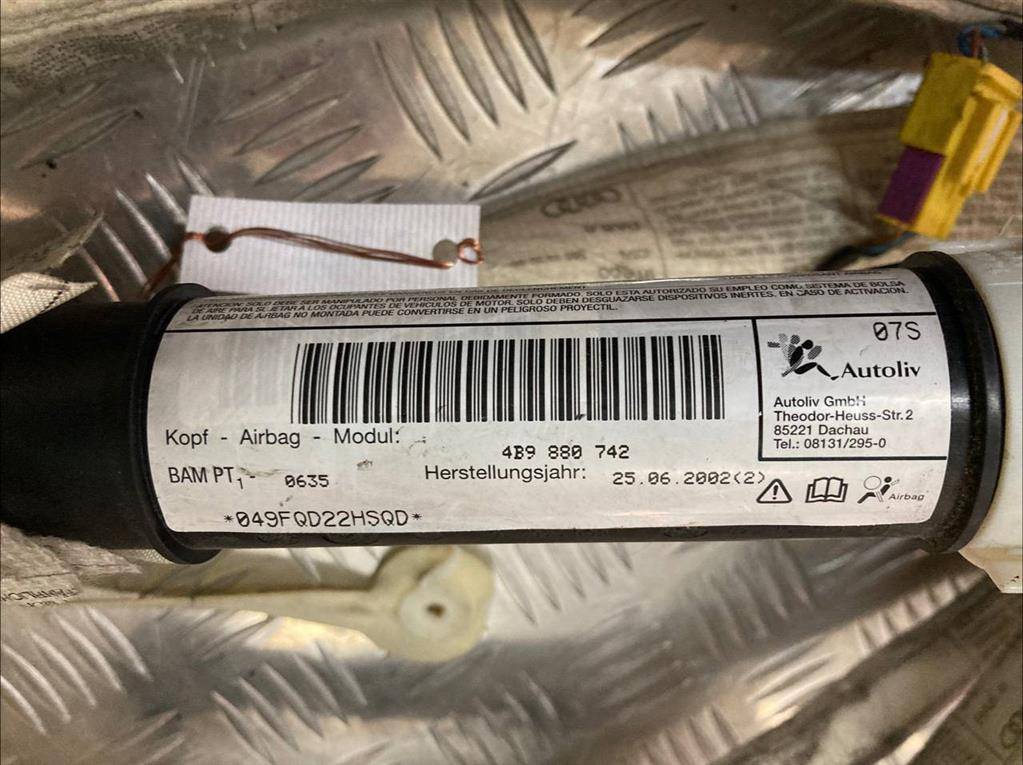 ATENCION: SOLO DEBE SER MANIPULADO POR PERSONAL DEBIDAMENTE FORMADO. SOLO ESTA AUTORIZADO SU EMPLEO COMO SISTEMA DE BOLSA
DE AIRE PARA SUJETAR LOS OCUPANTES DE VEHICULOS DE MOTOR. SOLO DEBEN DESGUAZARSE DISPOSITIVOS INERTES. EN CASO DE ACTIVACION.
LA UNIDAD DE AIRBAG NO MONTADA PUEDE CONVERTIRSE EN UN PELIGROSO PROYECTIL.
07S
Autoliv
Autoliv GmbH
Theodor-Heuss-Str.2
85221 Dachau
Tel.: 08131/295-0
Kopf - Airbag - Modul:
4B9 880 742
BAM PT1- 0635
Herstellungsjahr: 25.06.2002(2)
Airbag
*049FQD22HSQD*